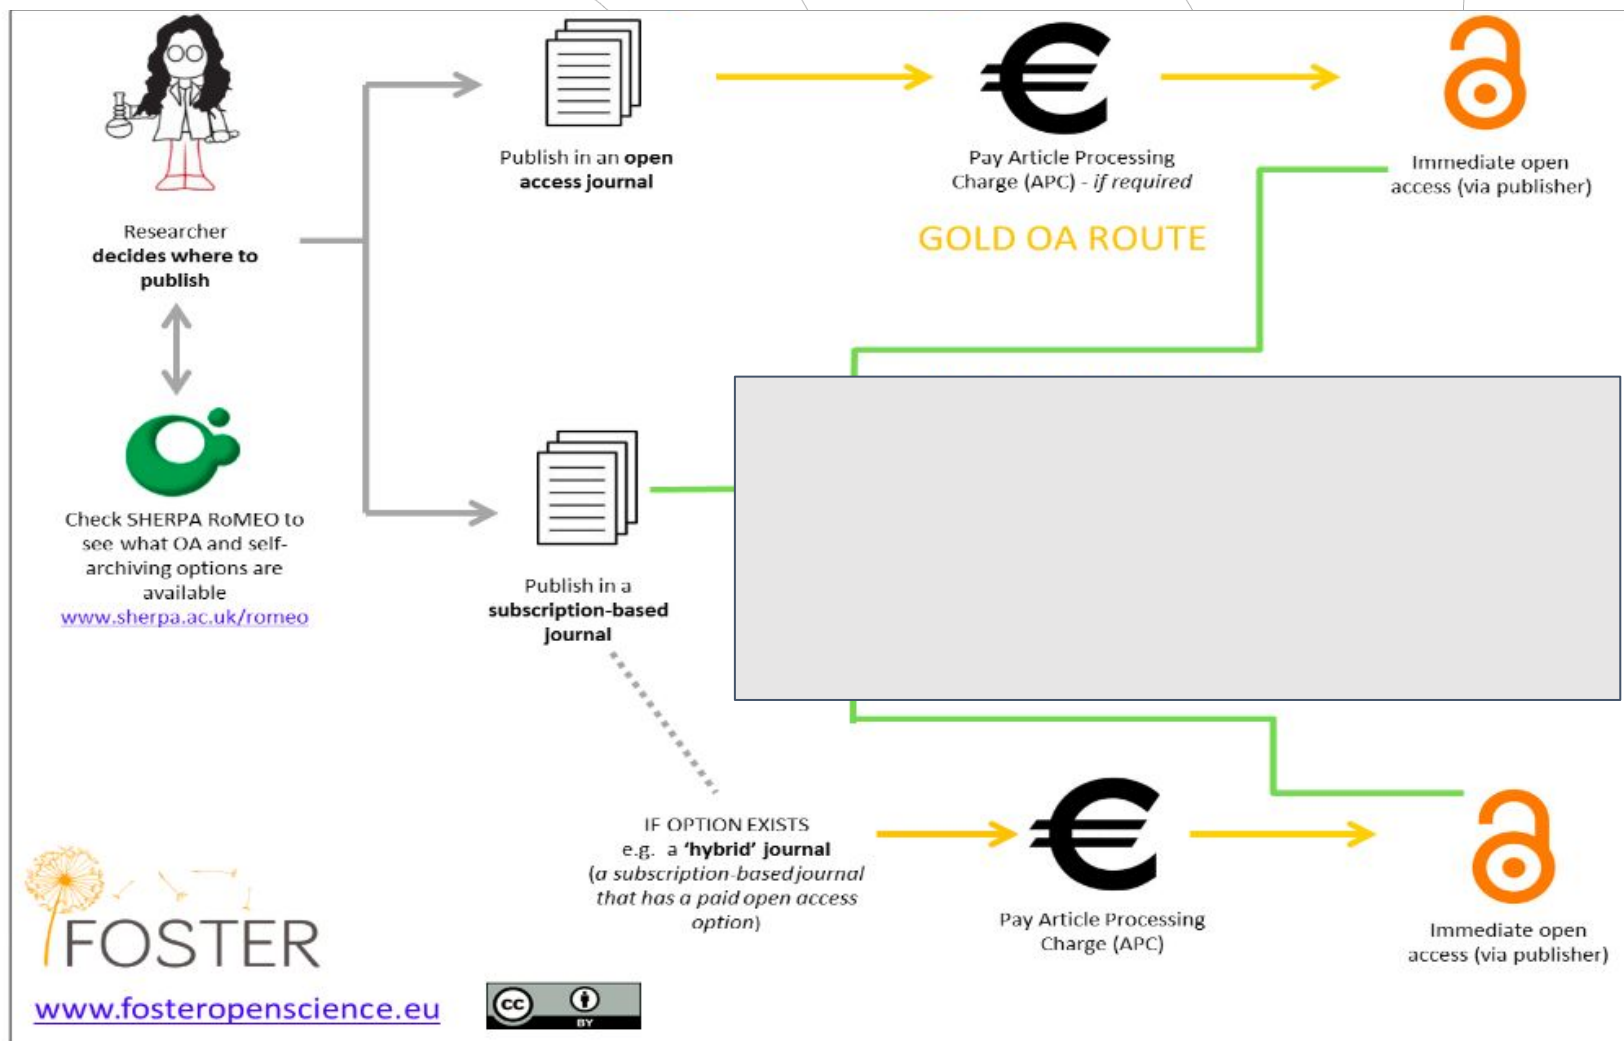 Researcher
decides where to
publish
Check SHERPA RoMEO to
see what OA and self-
archiving options are
available
www.sherpa.ac.uk/romeo
Publish in an open
access journal
Pay Article Processing
Charge (APC) - if required
Immediate open
access (via publisher)
GOLD OA ROUTE
Publish in a
subscription-based
journal
IF OPTION EXISTS
e.g. a ‘hybrid’ journal
(a subscription-based journal
that has a paid open access
option)
Pay Article Processing
Charge (APC)
Immediate open
access (via publisher)
FOSTER
www.fosteropenscience.eu
cc
BY